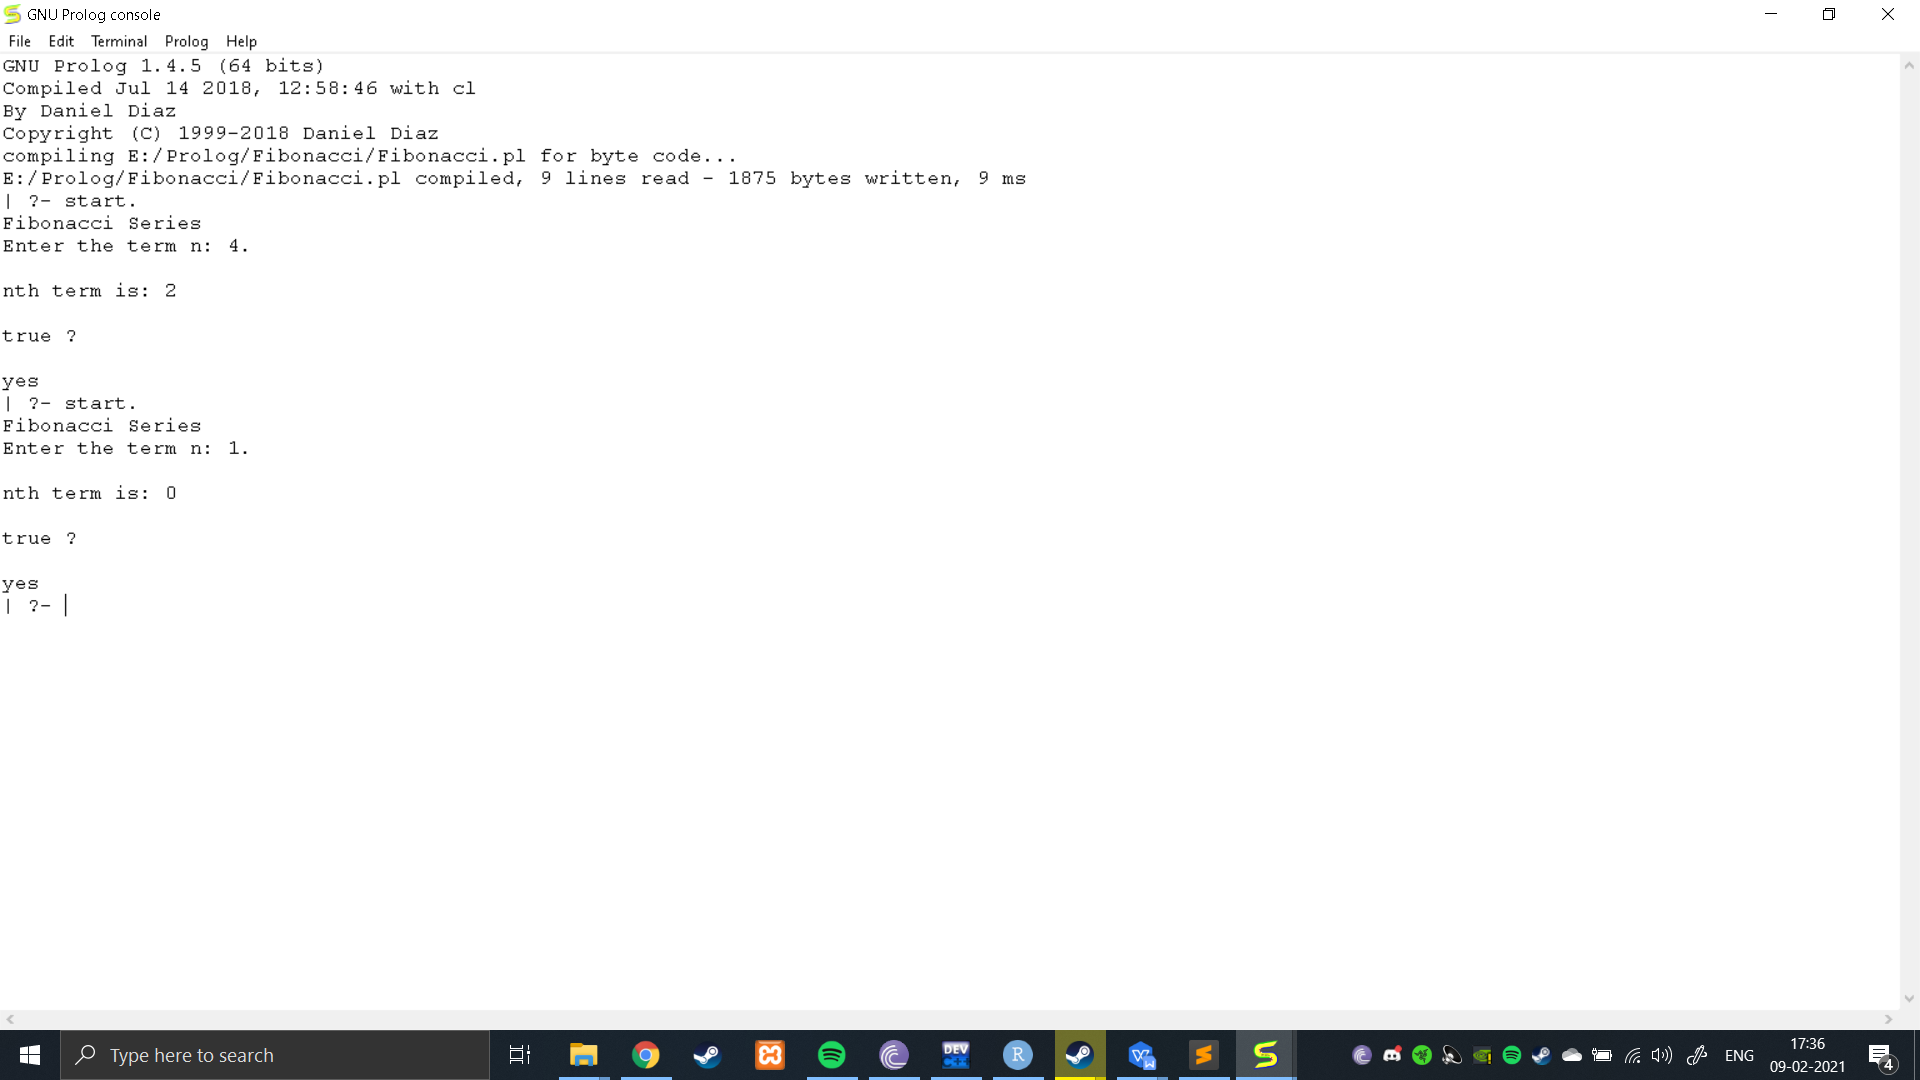 GNU Prolog console
File Edit Terminal Prolog Help
GNU Prolog 1.4.5 (64 bits)
Compiled Jul 14 2018, 12:58:46 with cl
By Daniel Diaz
Copyright (C) 1999-2018 Daniel Diaz
compiling E:/Prolog/Fibonacci/Fibonacci.pl for byte code...
E:/Prolog/Fibonacci/Fibonacci.pl compiled, 9 lines read - 1875 bytes written, 9 ms
| ?- start.
Fibonacci Series
Enter the term n: 4.
nth term is: 2
true ?
yes
| ?- start.
Fibonacci Series
Enter the term n: 1.
nth term is: 0
true ?
yes
| ?-
Type here to search
DEV
R
W
ENG
17:36
09-02-2021
4